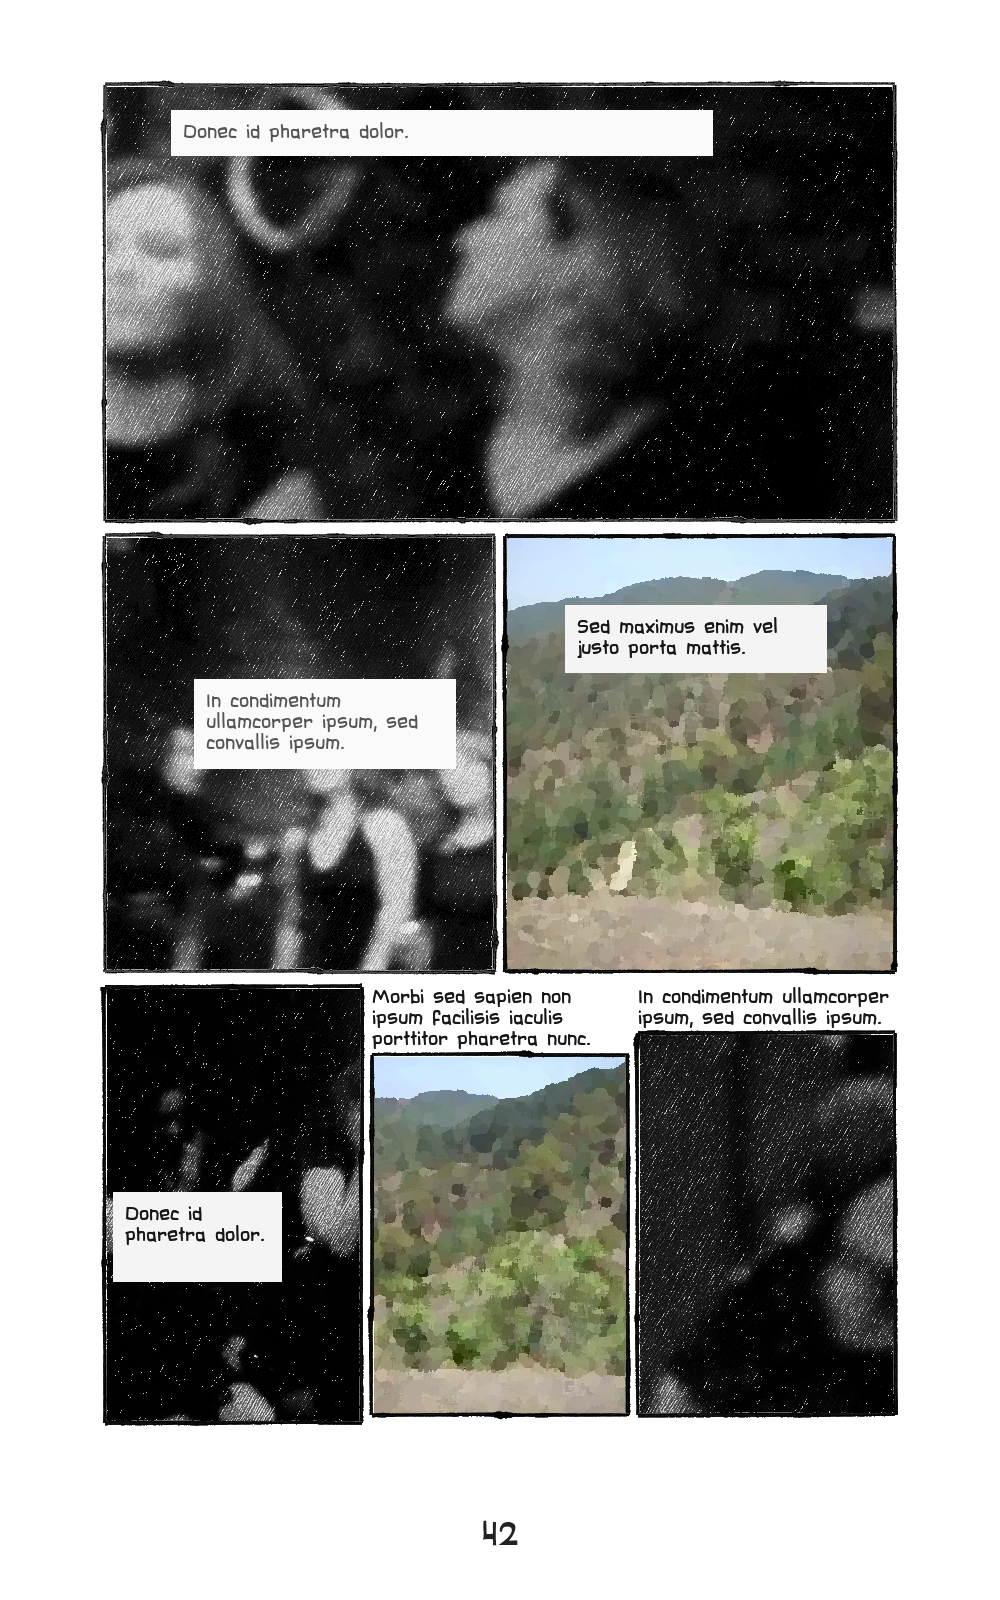 Donec id pharetra dolor.
In condimentum
ullamcorper ipsum, sed
convallis ipsum.
Sed maximus enim vel
justo porta mattis.
Donec id
pharetra dolor.
Morbi sed sapien non
ipsum facilisis iaculis
porttitor pharetra nunc.
In condimentum ullamcorper
ipsum, sed convallis ipsum.
42